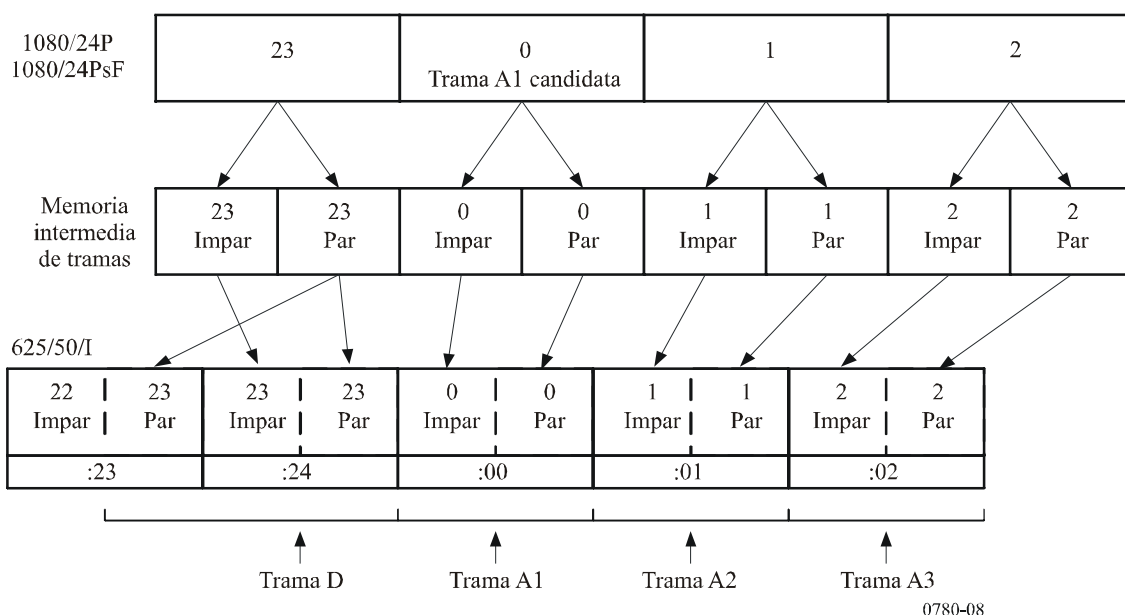 1080/24P
1080/24PsF
23
0
Trama A1 candidata
1
2
Memoria
intermedia
de tramas
23
Impar
23
Par
0
Impar
0
Par
1
Impar
1
Par
2
Impar
2
Par
625/50/I
22
Impar
23
Par
23
Impar
23
Par
0
Impar
0
Par
1
Impar
1
Par
2
Impar
2
Par
:23
:24
:00
:01
:02
Trama D
Trama A1
Trama A2
Trama A3
0780-08